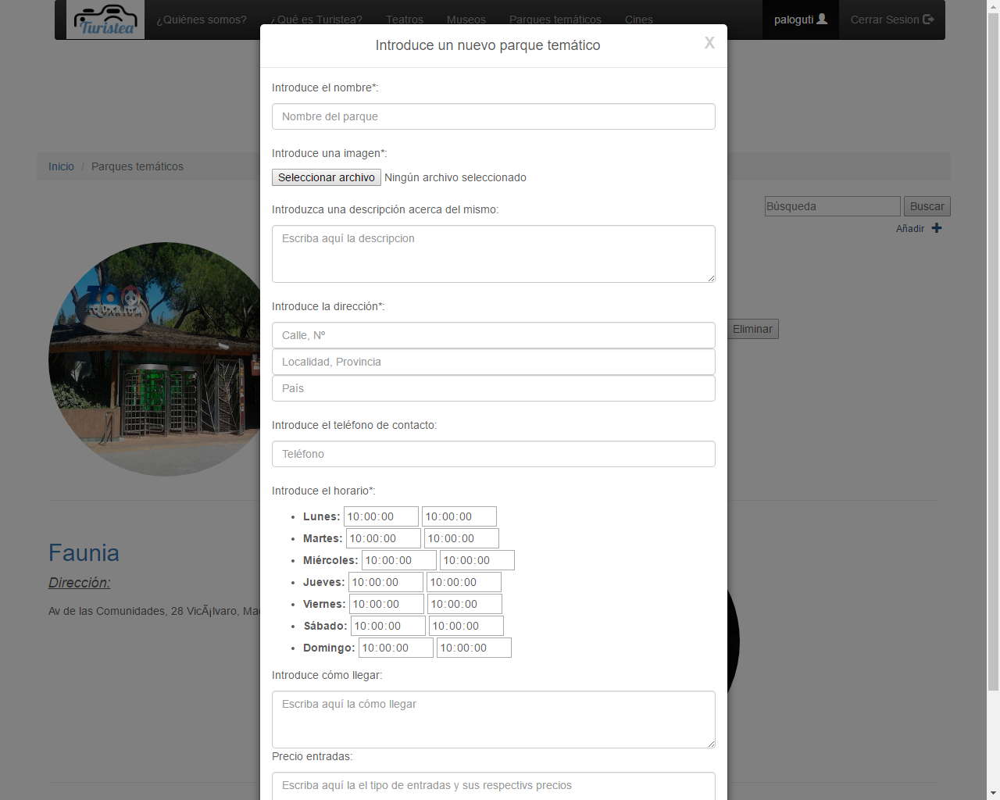 Turistea ¿Quiénes somos? ¿Qué es Turistea? Teatros Museos Parques temáticos Cines paloguti Cerrar Sesion
Introduce un nuevo parque temático X
Introduce el nombre*:
Nombre del parque
Introduce una imagen*:
Inicio / Parques temáticos
Seleccionar archivo Ningún archivo seleccionado
Introduzca una descripción acerca del mismo:
Búsqueda Buscar
Añadir
Escriba aquí la descripcion
ZOO
AQUARIUM
Introduce la dirección*:
Calle, Nº
Eliminar
Localidad, Provincia
País
Introduce el teléfono de contacto:
Teléfono
Introduce el horario*:
Lunes: 10:00:00 10:00:00
Martes: 10:00:00 10:00:00
Miércoles: 10:00:00 10:00:00
Jueves: 10:00:00 10:00:00
Viernes: 10:00:00 10:00:00
Sábado: 10:00:00 10:00:00
Domingo: 10:00:00 10:00:00
Faunia
Dirección:
Av de las Comunidades, 28 VicÃ¡lvaro, Ma
Introduce cómo llegar:
Escriba aquí la cómo llegar
Precio entradas:
Escriba aquí la el tipo de entradas y sus respectivs precios